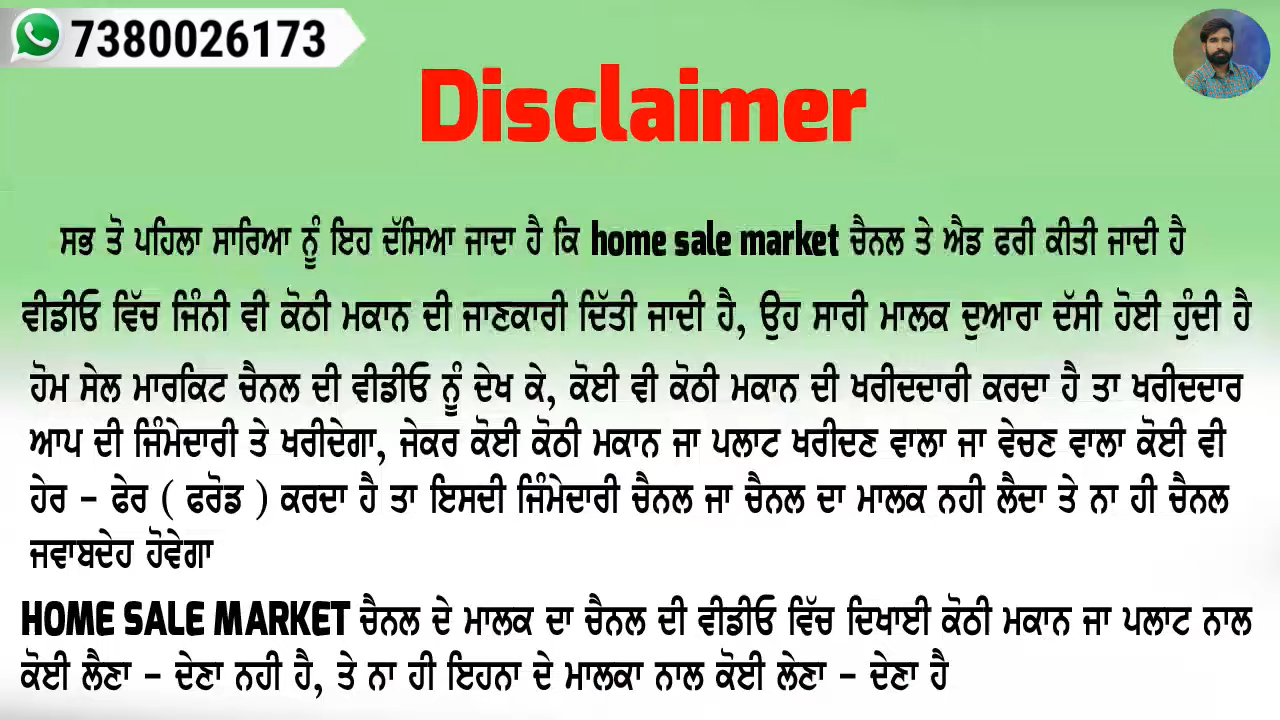 7380026173
Disclaimer
ਸਭ ਤੋ ਪਹਿਲਾ ਸਾਰਿਆ ਨੂੰ ਇਹ ਦੱਸਿਆ ਜਾਦਾ ਹੈ ਕਿ home sale market ਚੈਨਲ ਤੇ ਐਡ ਫਰੀ ਕੀਤੀ ਜਾਦੀ ਹੈ
ਵੀਡੀਓ ਵਿੱਚ ਜਿੰਨੀ ਵੀ ਕੋਠੀ ਮਕਾਨ ਦੀ ਜਾਣਕਾਰੀ ਦਿੱਤੀ ਜਾਦੀ ਹੈ, ਉਹ ਸਾਰੀ ਮਾਲਕ ਦੁਆਰਾ ਦੱਸੀ ਹੋਈ ਹੁੰਦੀ ਹੈ
ਹੋਮ ਸੇਲ ਮਾਰਕਿਟ ਚੈਨਲ ਦੀ ਵੀਡੀਓ ਨੂੰ ਦੇਖ ਕੇ, ਕੋਈ ਵੀ ਕੋਠੀ ਮਕਾਨ ਦੀ ਖਰੀਦਦਾਰੀ ਕਰਦਾ ਹੈ ਤਾ ਖਰੀਦਦਾਰ
ਆਪ ਦੀ ਜਿੰਮੇਦਾਰੀ ਤੇ ਖਰੀਦੇਗਾ, ਜੇਕਰ ਕੋਈ ਕੋਠੀ ਮਕਾਨ ਜਾ ਪਲਾਟ ਖਰੀਦਣ ਵਾਲਾ ਜਾ ਵੇਚਣ ਵਾਲਾ ਕੋਈ ਵੀ
ਹੇਰ - ਫੇਰ ( ਫਰੋਡ ) ਕਰਦਾ ਹੈ ਤਾ ਇਸਦੀ ਜਿੰਮੇਦਾਰੀ ਚੈਨਲ ਜਾ ਚੈਨਲ ਦਾ ਮਾਲਕ ਨਹੀ ਲੈਦਾ ਤੇ ਨਾ ਹੀ ਚੈਨਲ
ਜਵਾਬਦੇਹ ਹੋਵੇਗਾ
HOME SALE MARKET ਚੈਨਲ ਦੇ ਮਾਲਕ ਦਾ ਚੈਨਲ ਦੀ ਵੀਡੀਓ ਵਿੱਚ ਦਿਖਾਈ ਕੋਠੀ ਮਕਾਨ ਜਾ ਪਲਾਟ ਨਾਲ
ਕੋਈ ਲੈਣਾ - ਦੇਣਾ ਨਹੀ ਹੈ, ਤੇ ਨਾ ਹੀ ਇਹਨਾ ਦੇ ਮਾਲਕਾ ਨਾਲ ਕੋਈ ਲੇਣਾ - ਦੇਣਾ ਹੈ